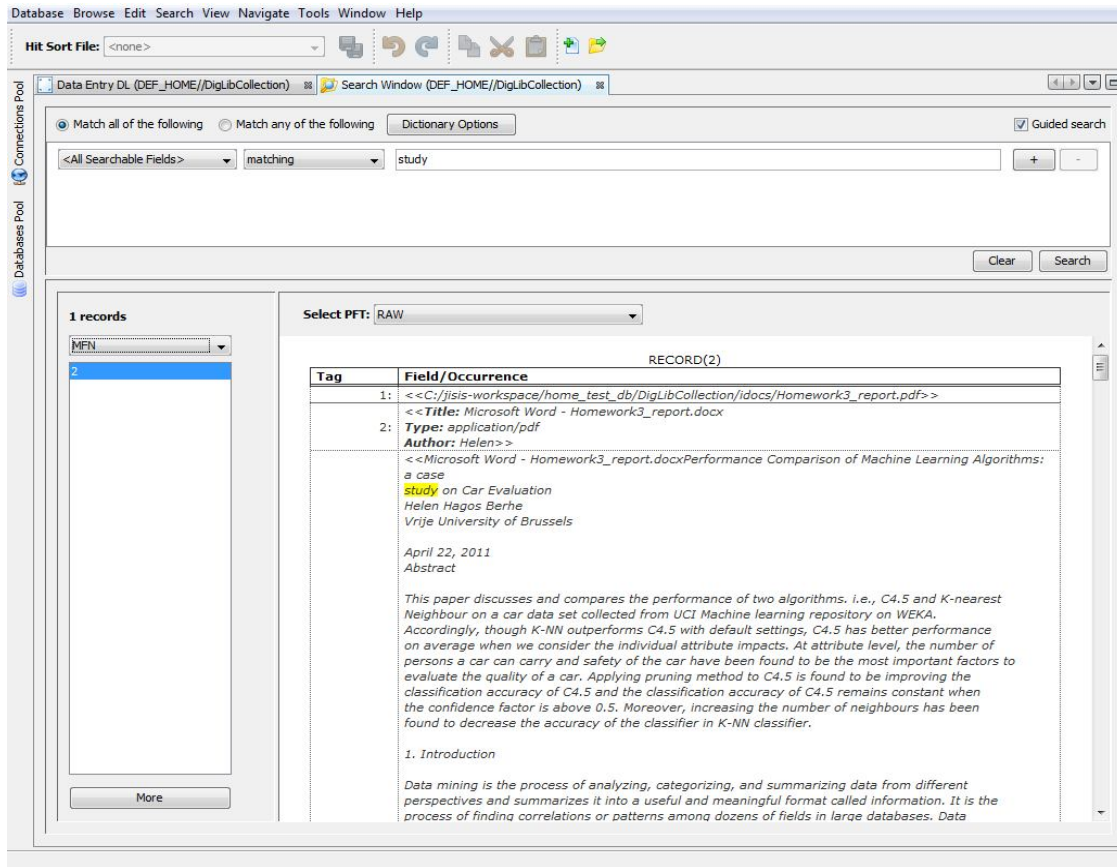 Database Browse Edit Search View Navigate Tools Window Help
Hit Sort File: <none>
Connections Pool
Databases Pool
Data Entry DL (DEF_HOME//DigLibCollection) Search Window (DEF_HOME//DigLibCollection)
Match all of the following Match any of the following Dictionary Options Guided search
<All Searchable Fields> matching study + -
Clear Search
1 records
MFN
2
More
Select PFT: RAW
RECORD(2)
Tag Field/Occurrence
1: <<C:/jisis-workspace/home_test_db/DigLibCollection/idocs/Homework3_report.pdf>>
<<Title: Microsoft Word - Homework3_report.docx
2: Type: application/pdf
Author: Helen>>
<<Microsoft Word - Homework3_report.docxPerformance Comparison of Machine Learning Algorithms:
a case
study on Car Evaluation
Helen Hagos Berhe
Vrije University of Brussels
April 22, 2011
Abstract
This paper discusses and compares the performance of two algorithms. i.e., C4.5 and K-nearest
Neighbour on a car data set collected from UCI Machine learning repository on WEKA.
Accordingly, though K-NN outperforms C4.5 with default settings, C4.5 has better performance
on average when we consider the individual attribute impacts. At attribute level, the number of
persons a car can carry and safety of the car have been found to be the most important factors to
evaluate the quality of a car. Applying pruning method to C4.5 is found to be improving the
classification accuracy of C4.5 and the classification accuracy of C4.5 remains constant when
the confidence factor is above 0.5. Moreover, increasing the number of neighbours has been
found to decrease the accuracy of the classifier in K-NN classifier.
1. Introduction
Data mining is the process of analyzing, categorizing, and summarizing data from different
perspectives and summarizes it into a useful and meaningful format called information. It is the
process of finding correlations or patterns among dozens of fields in large databases. Data